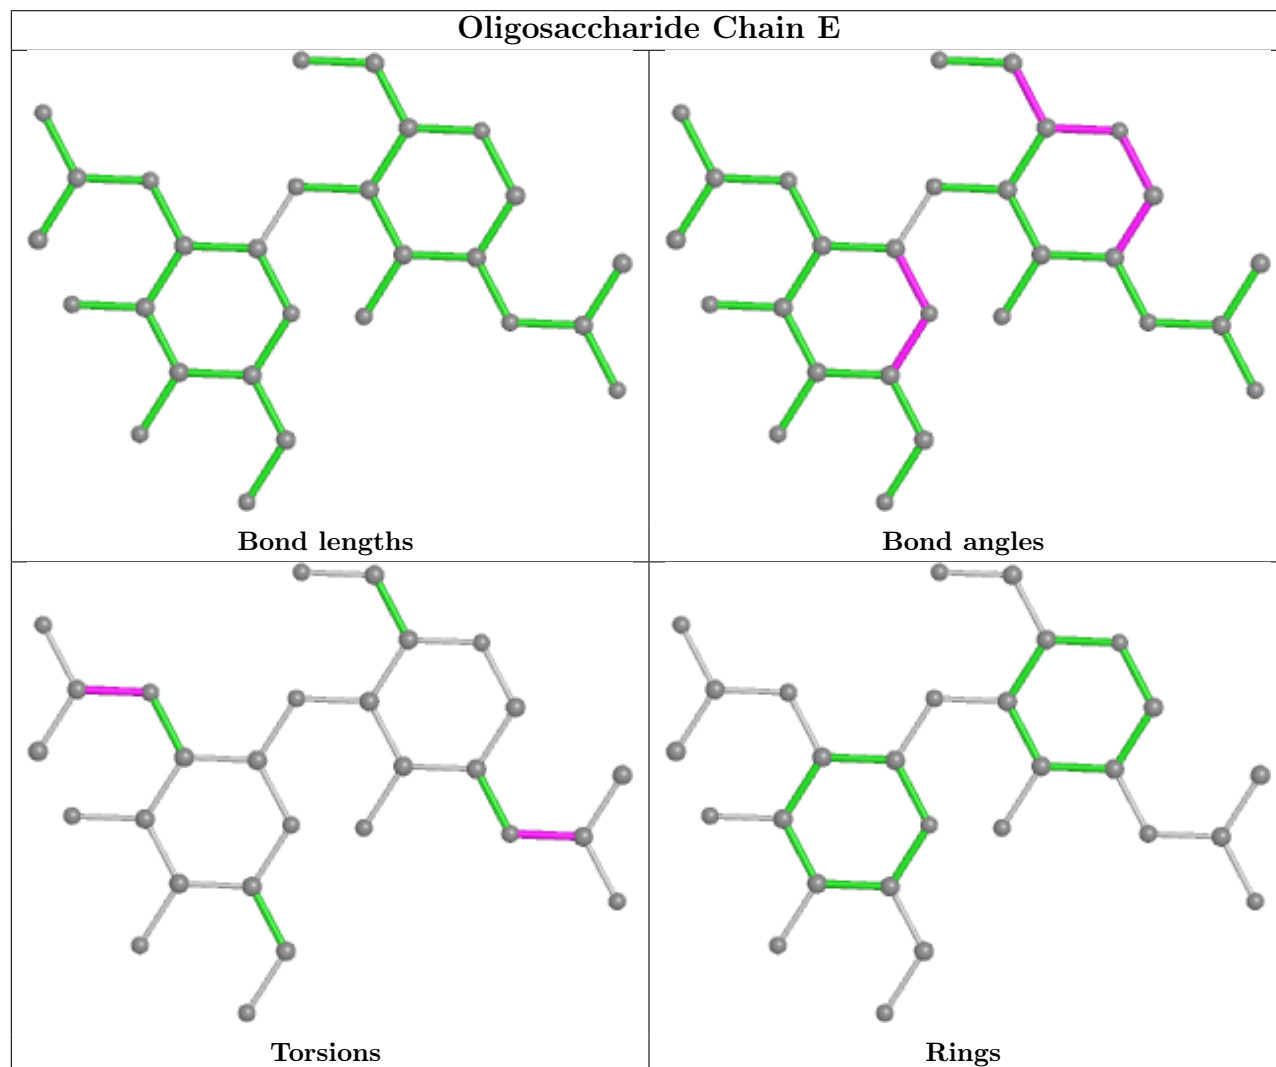 Oligosaccharide Chain E
Bond lengths
Bond angles
Torsions
Rings